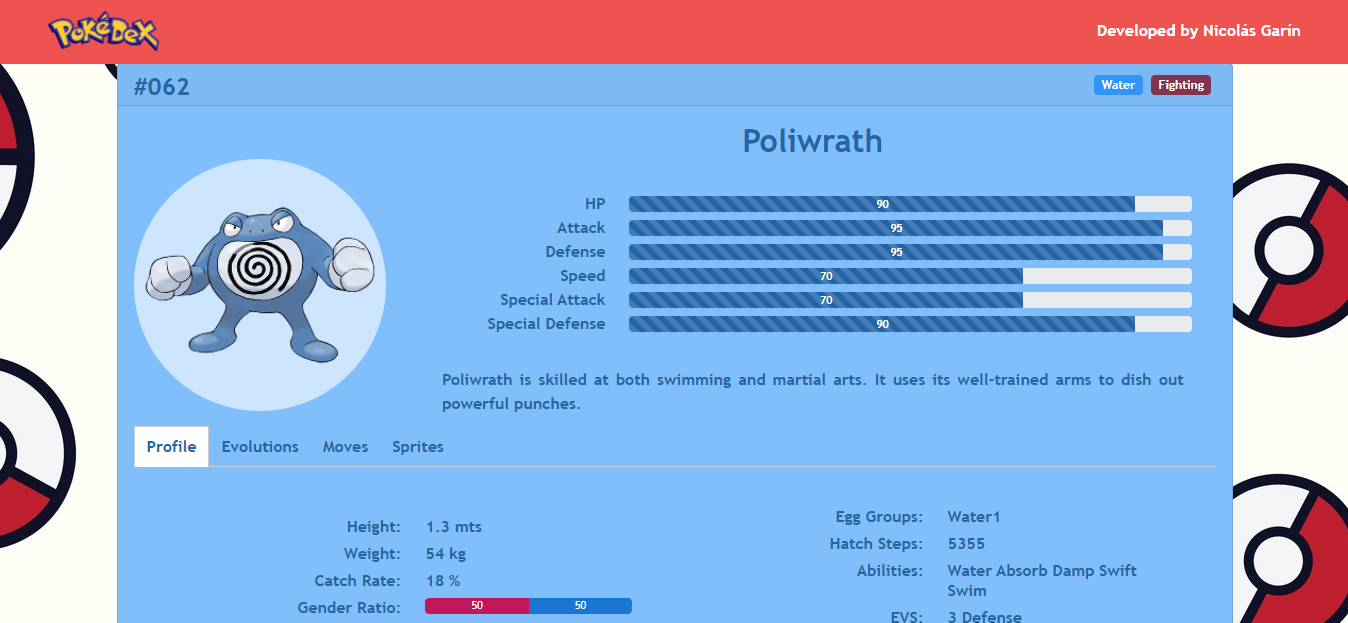 PokéDex
Developed by Nicolás Garín
#062
Water
Fighting
Poliwrath
HP 90
Attack 95
Defense 95
Speed 70
Special Attack 70
Special Defense 90
Poliwrath is skilled at both swimming and martial arts. It uses its well-trained arms to dish out
powerful punches.
Profile Evolutions Moves Sprites
Height: 1.3 mts
Weight: 54 kg
Catch Rate: 18 %
Gender Ratio: 50 50
Egg Groups: Water1
Hatch Steps: 5355
Abilities: Water Absorb Damp Swift
Swim
EVS: 3 Defense